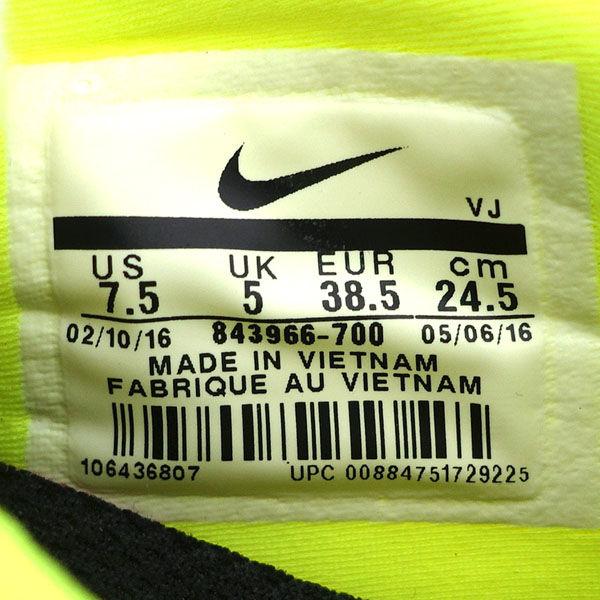 VJ
US UK EUR cm
7.5 5 38.5 24.5
02/10/16 843966-700 05/06/16
MADE IN VIETNAM
FABRIQUE AU VIETNAM
106436807 UPC 00884751729225